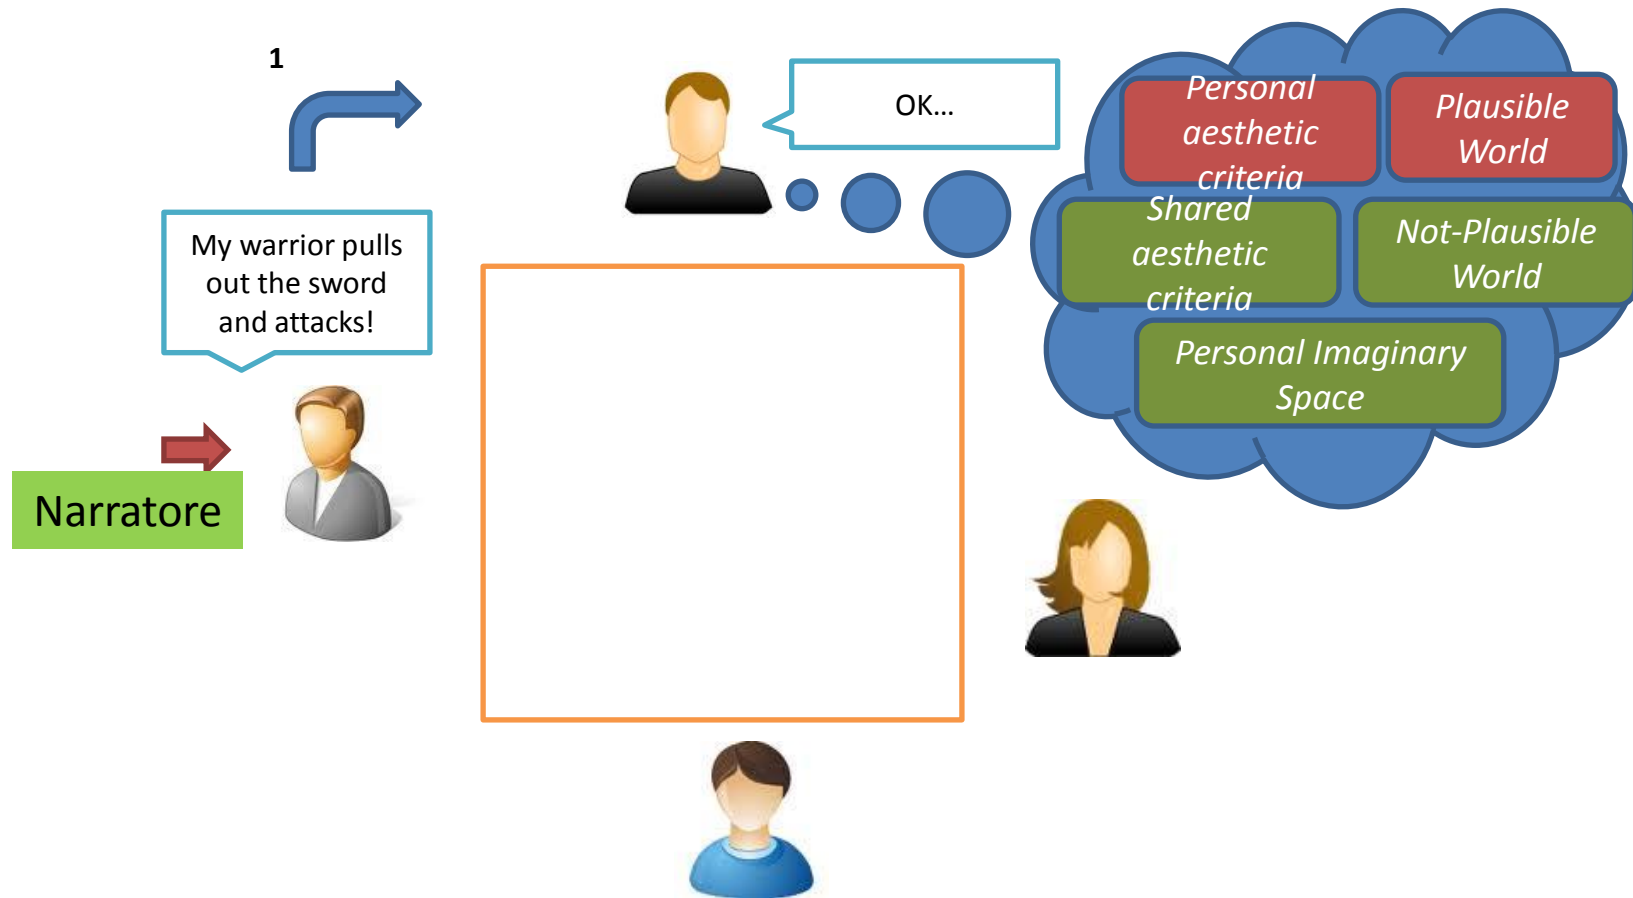 1
OK…
My warrior pulls
out the sword
and attacks!
Narratore
Personal
aesthetic
criteria
Plausible
World
Shared
aesthetic
criteria
Not-Plausible
World
Personal Imaginary
Space